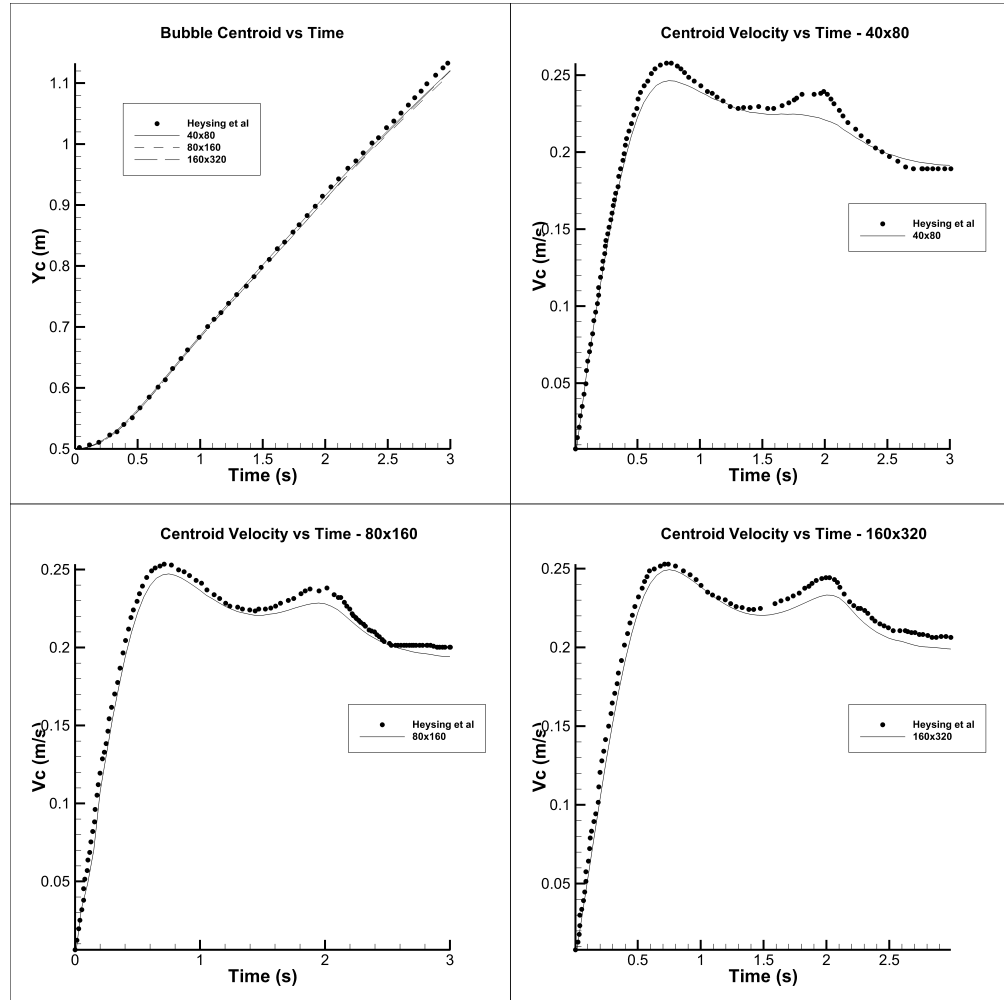 Bubble Centroid vs Time
1.1
1
0.9
0.8
0.7
0.6
0.5
Yc (m)
Heysing et al
40x80
80x160
160x320
0 0.5 1 1.5 2 2.5 3
Time (s)
Centroid Velocity vs Time - 40x80
0.25
0.2
0.15
0.1
0.05
Vc (m/s)
Heysing et al
40x80
0.5 1 1.5 2 2.5 3
Time (s)
Centroid Velocity vs Time - 80x160
0.25
0.2
0.15
0.1
0.05
Vc (m/s)
Heysing et al
80x160
0 1 2 3
Time (s)
Centroid Velocity vs Time - 160x320
0.25
0.2
0.15
0.1
0.05
Vc (m/s)
Heysing et al
160x320
0.5 1 1.5 2 2.5
Time (s)